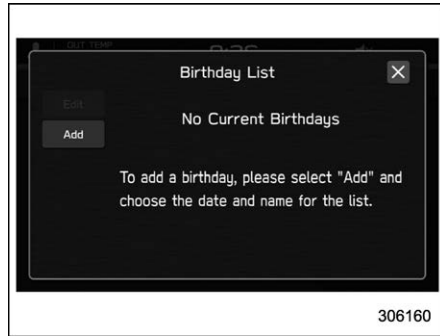 OUT TEMP
Birthday List
Edit
Add
No Current Birthdays
To add a birthday, please select "Add" and
choose the date and name for the list.
306160